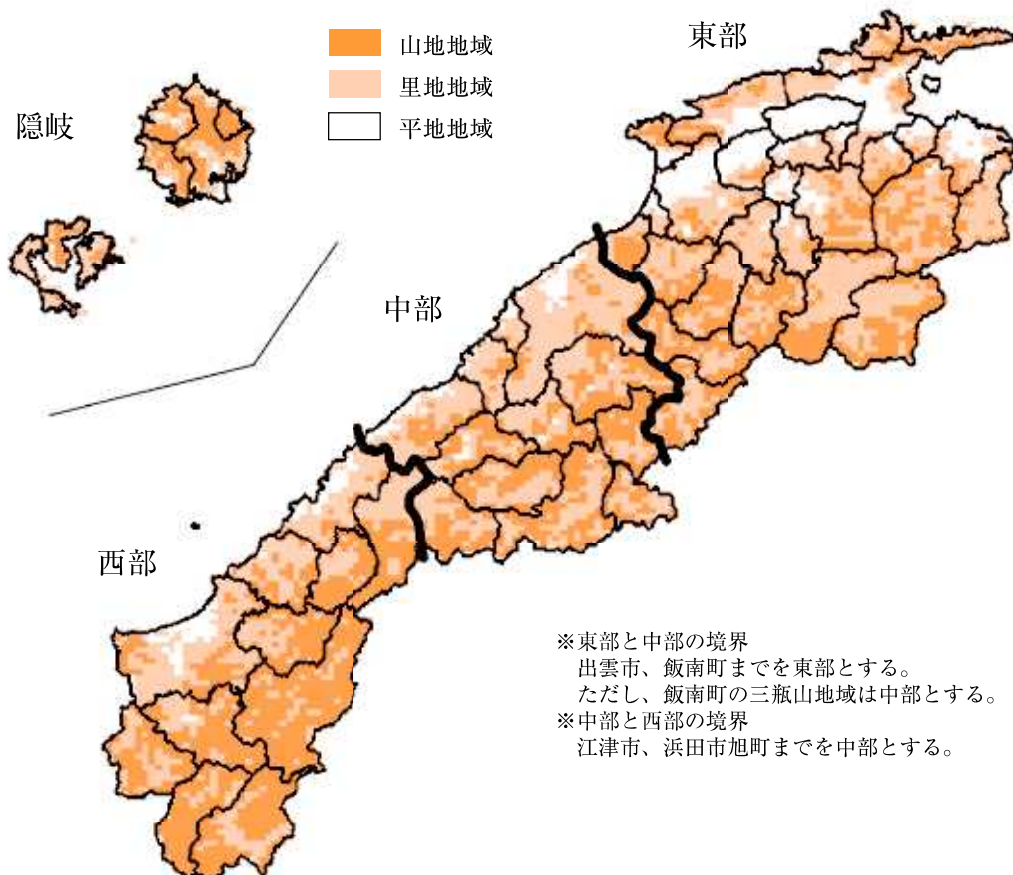 山地地域
里地地域
平地地域
東部
隠岐
中部
西部
※東部と中部の境界
出雲市、飯南町までを東部とする。
ただし、飯南町の三瓶山地域は中部とする。
※中部と西部の境界
江津市、浜田市旭町までを中部とする。